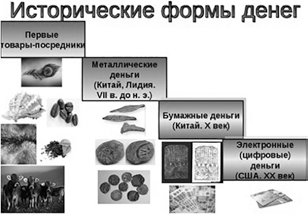 Исторические формы денег
Первые
товары-посредники
Металлические
деньги
(Китай, Лидия.
VII в. до н. э.)
Бумажные деньги
(Китай. X век)
Электронные
(цифровые)
деньги
(США. XX век)